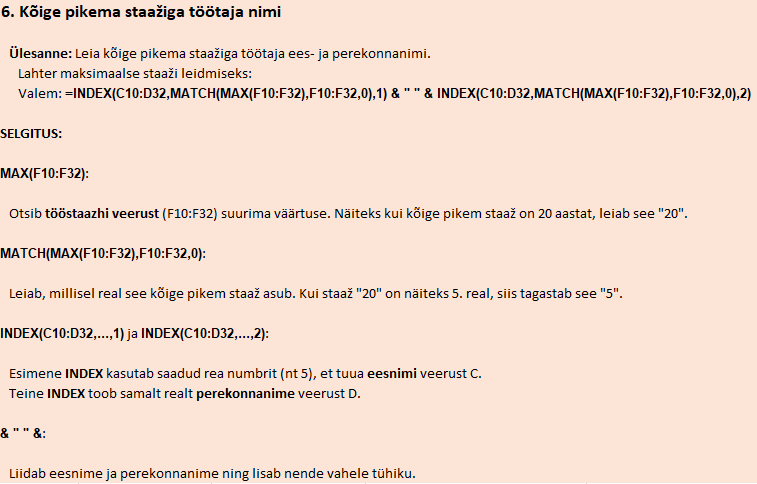 6. Kõige pikema staažiga töötaja nimi
Ülesanne: Leia kõige pikema staažiga töötaja ees- ja perekonnanimi.
Lahter maksimaalse staaži leidmiseks:
Valem: =INDEX(C10:D32,MATCH(MAX(F10:F32),F10:F32,0),1) & " " & INDEX(C10:D32,MATCH(MAX(F10:F32),F10:F32,0),2)
SELGITUS:
MAX(F10:F32):
Otsib tööstaazhi veerust (F10:F32) suurima väärtuse. Näiteks kui kõige pikem staaž on 20 aastat, leiab see "20".
MATCH(MAX(F10:F32),F10:F32,0):
Leiab, millisel real see kõige pikem staaž asub. Kui staaž "20" on näiteks 5. real, siis tagastab see "5".
INDEX(C10:D32,...,1) ja INDEX(C10:D32,...,2):
Esimene INDEX kasutab saadud rea numbrit (nt 5), et tuua eesnimi veerust C.
Teine INDEX toob samalt realt perekonnanime veerust D.
& " " &:
Liidab eesnime ja perekonnanime ning lisab nende vahele tühiku.